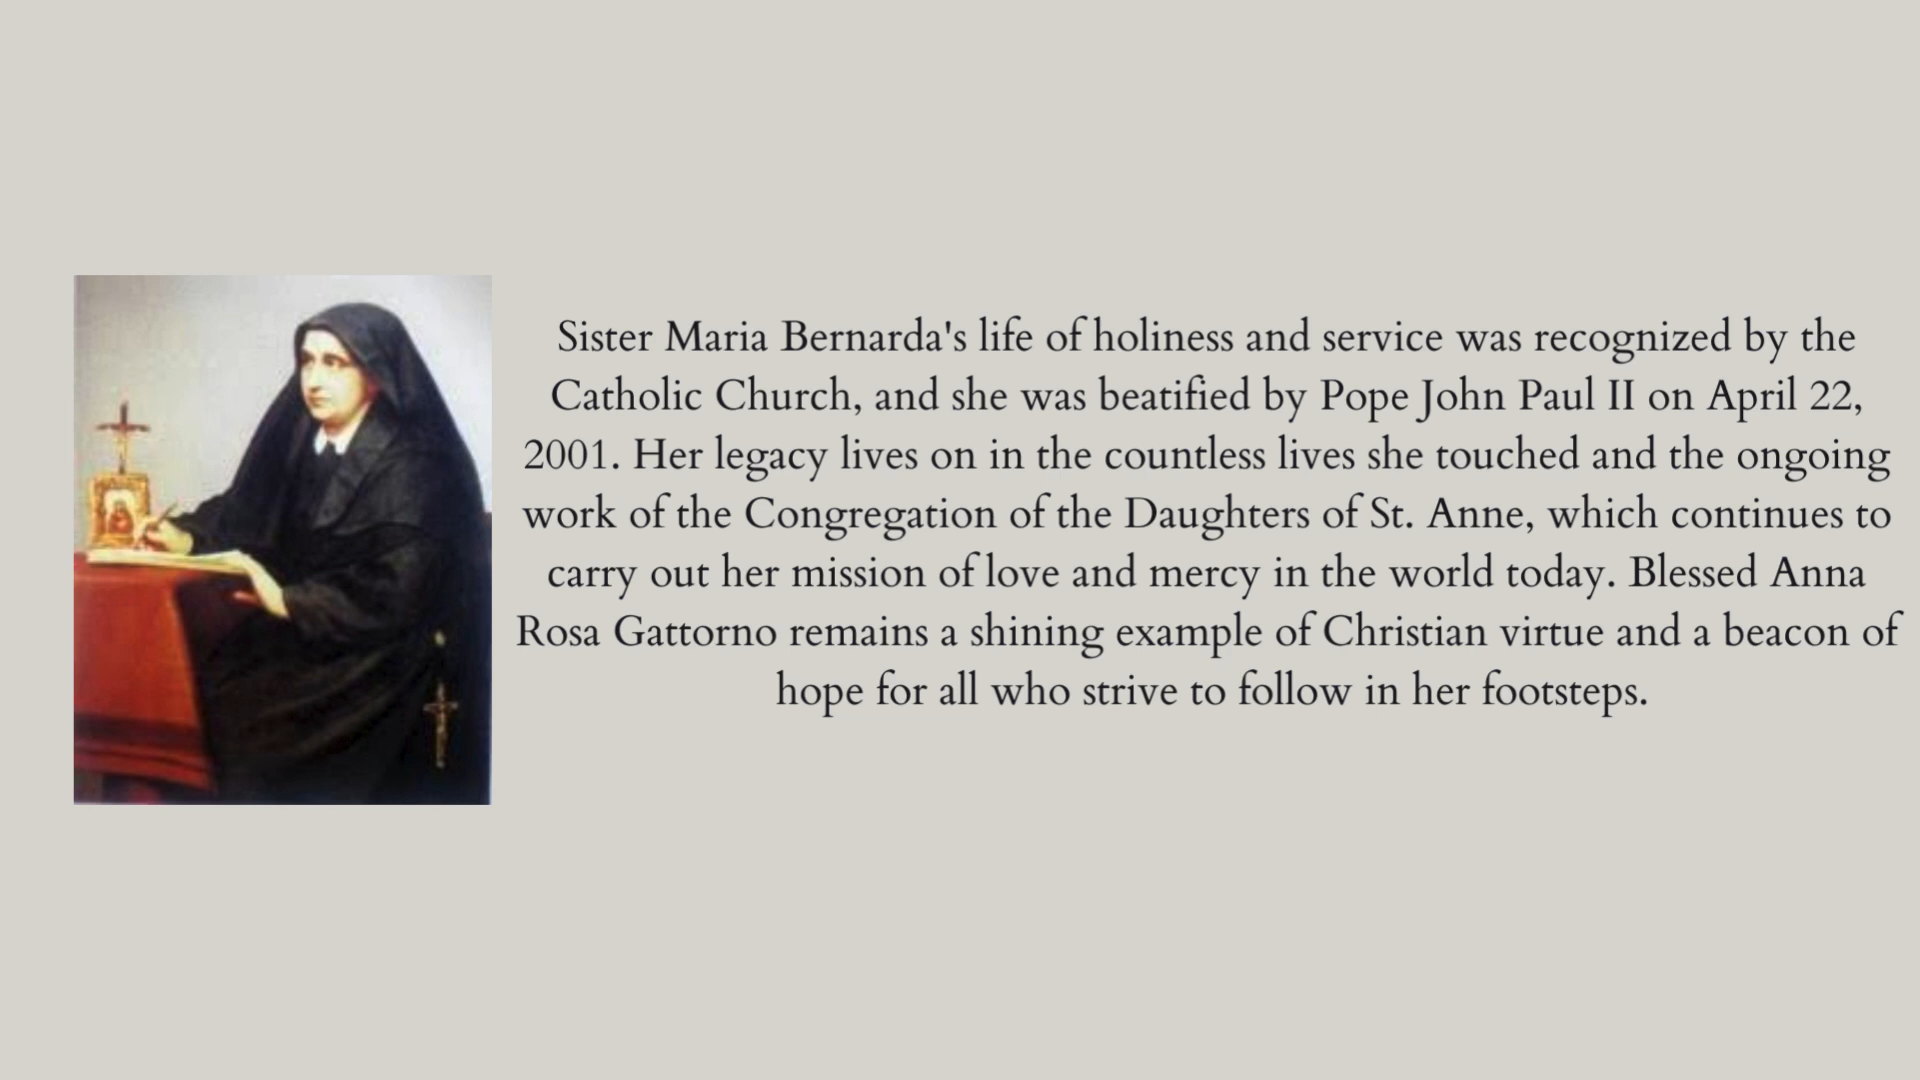 Sister Maria Bernarda's life of holiness and service was recognized by the
Catholic Church, and she was beatified by Pope John Paul II on April 22,
2001. Her legacy lives on in the countless lives she touched and the ongoing
work of the Congregation of the Daughters of St. Anne, which continues to
carry out her mission of love and mercy in the world today. Blessed Anna
Rosa Gattorno remains a shining example of Christian virtue and a beacon of
hope for all who strive to follow in her footsteps.